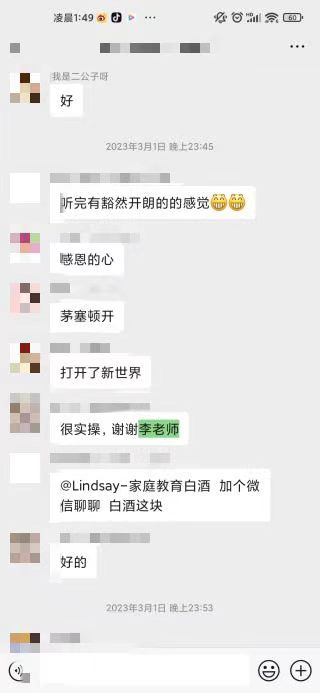 凌晨1:49
60
我是二公子呀
好
2023年3月1日 晚上23:45
听完有豁然开朗的的感觉😁😁
感恩的心
茅塞顿开
打开了新世界
很实操，谢谢李老师
@Lindsay-家庭教育白酒 加个微
信聊聊 白酒这块
好的
2023年3月1日 晚上23:53